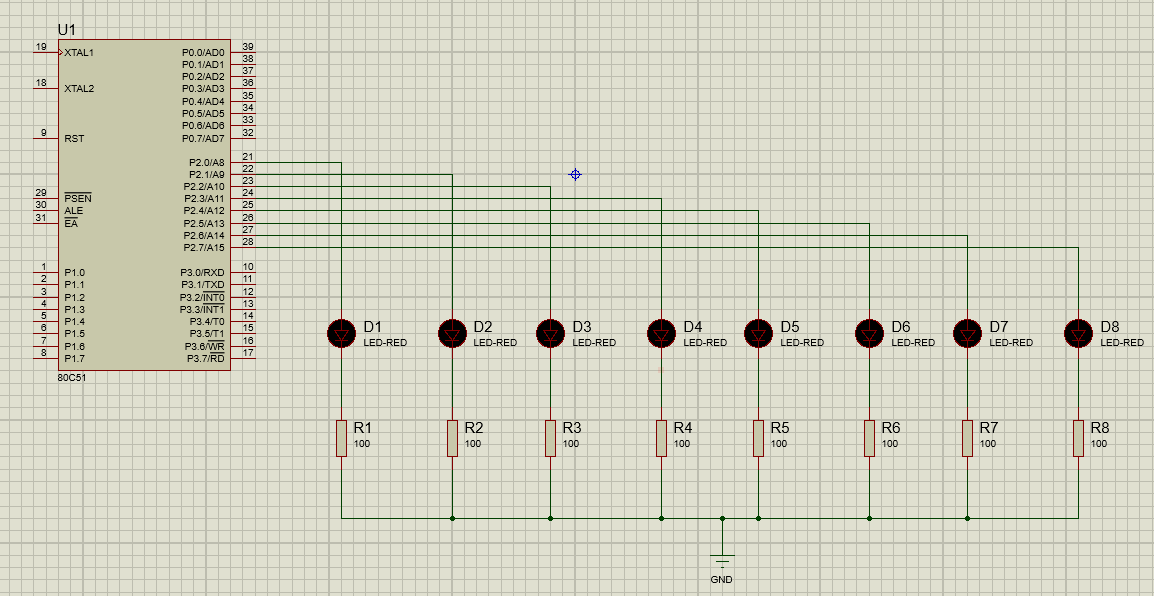 U1
19 XTAL1 P0.0/AD0 39
P0.1/AD1 38
P0.2/AD2 37
18 XTAL2 P0.3/AD3 36
P0.4/AD4 35
P0.5/AD5 34
P0.6/AD6 33
9 RST P0.7/AD7 32
P2.0/A8 21
P2.1/A9 22
P2.2/A10 23
29 PSEN P2.3/A11 24
30 ALE P2.4/A12 25
31 EA P2.5/A13 26
P2.6/A14 27
P2.7/A15 28
1 P1.0 P3.0/RXD 10
2 P1.1 P3.1/TXD 11
3 P1.2 P3.2/INT0 12
4 P1.3 P3.3/INT1 13
5 P1.4 P3.4/T0 14
6 P1.5 P3.5/T1 15
7 P1.6 P3.6/WR 16
8 P1.7 P3.7/RD 17
80C51
D1 D2 D3 D4 D5 D6 D7 D8
LED-RED LED-RED LED-RED LED-RED LED-RED LED-RED LED-RED LED-RED
R1 R2 R3 R4 R5 R6 R7 R8
100 100 100 100 100 100 100 100
GND